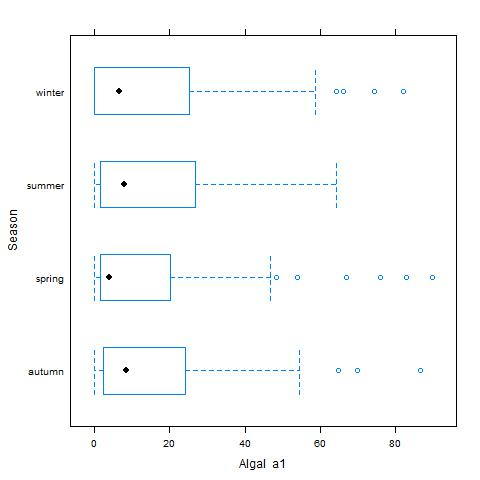 winter
summer
spring
autumn
Season
0 20 40 60 80
Algal a1